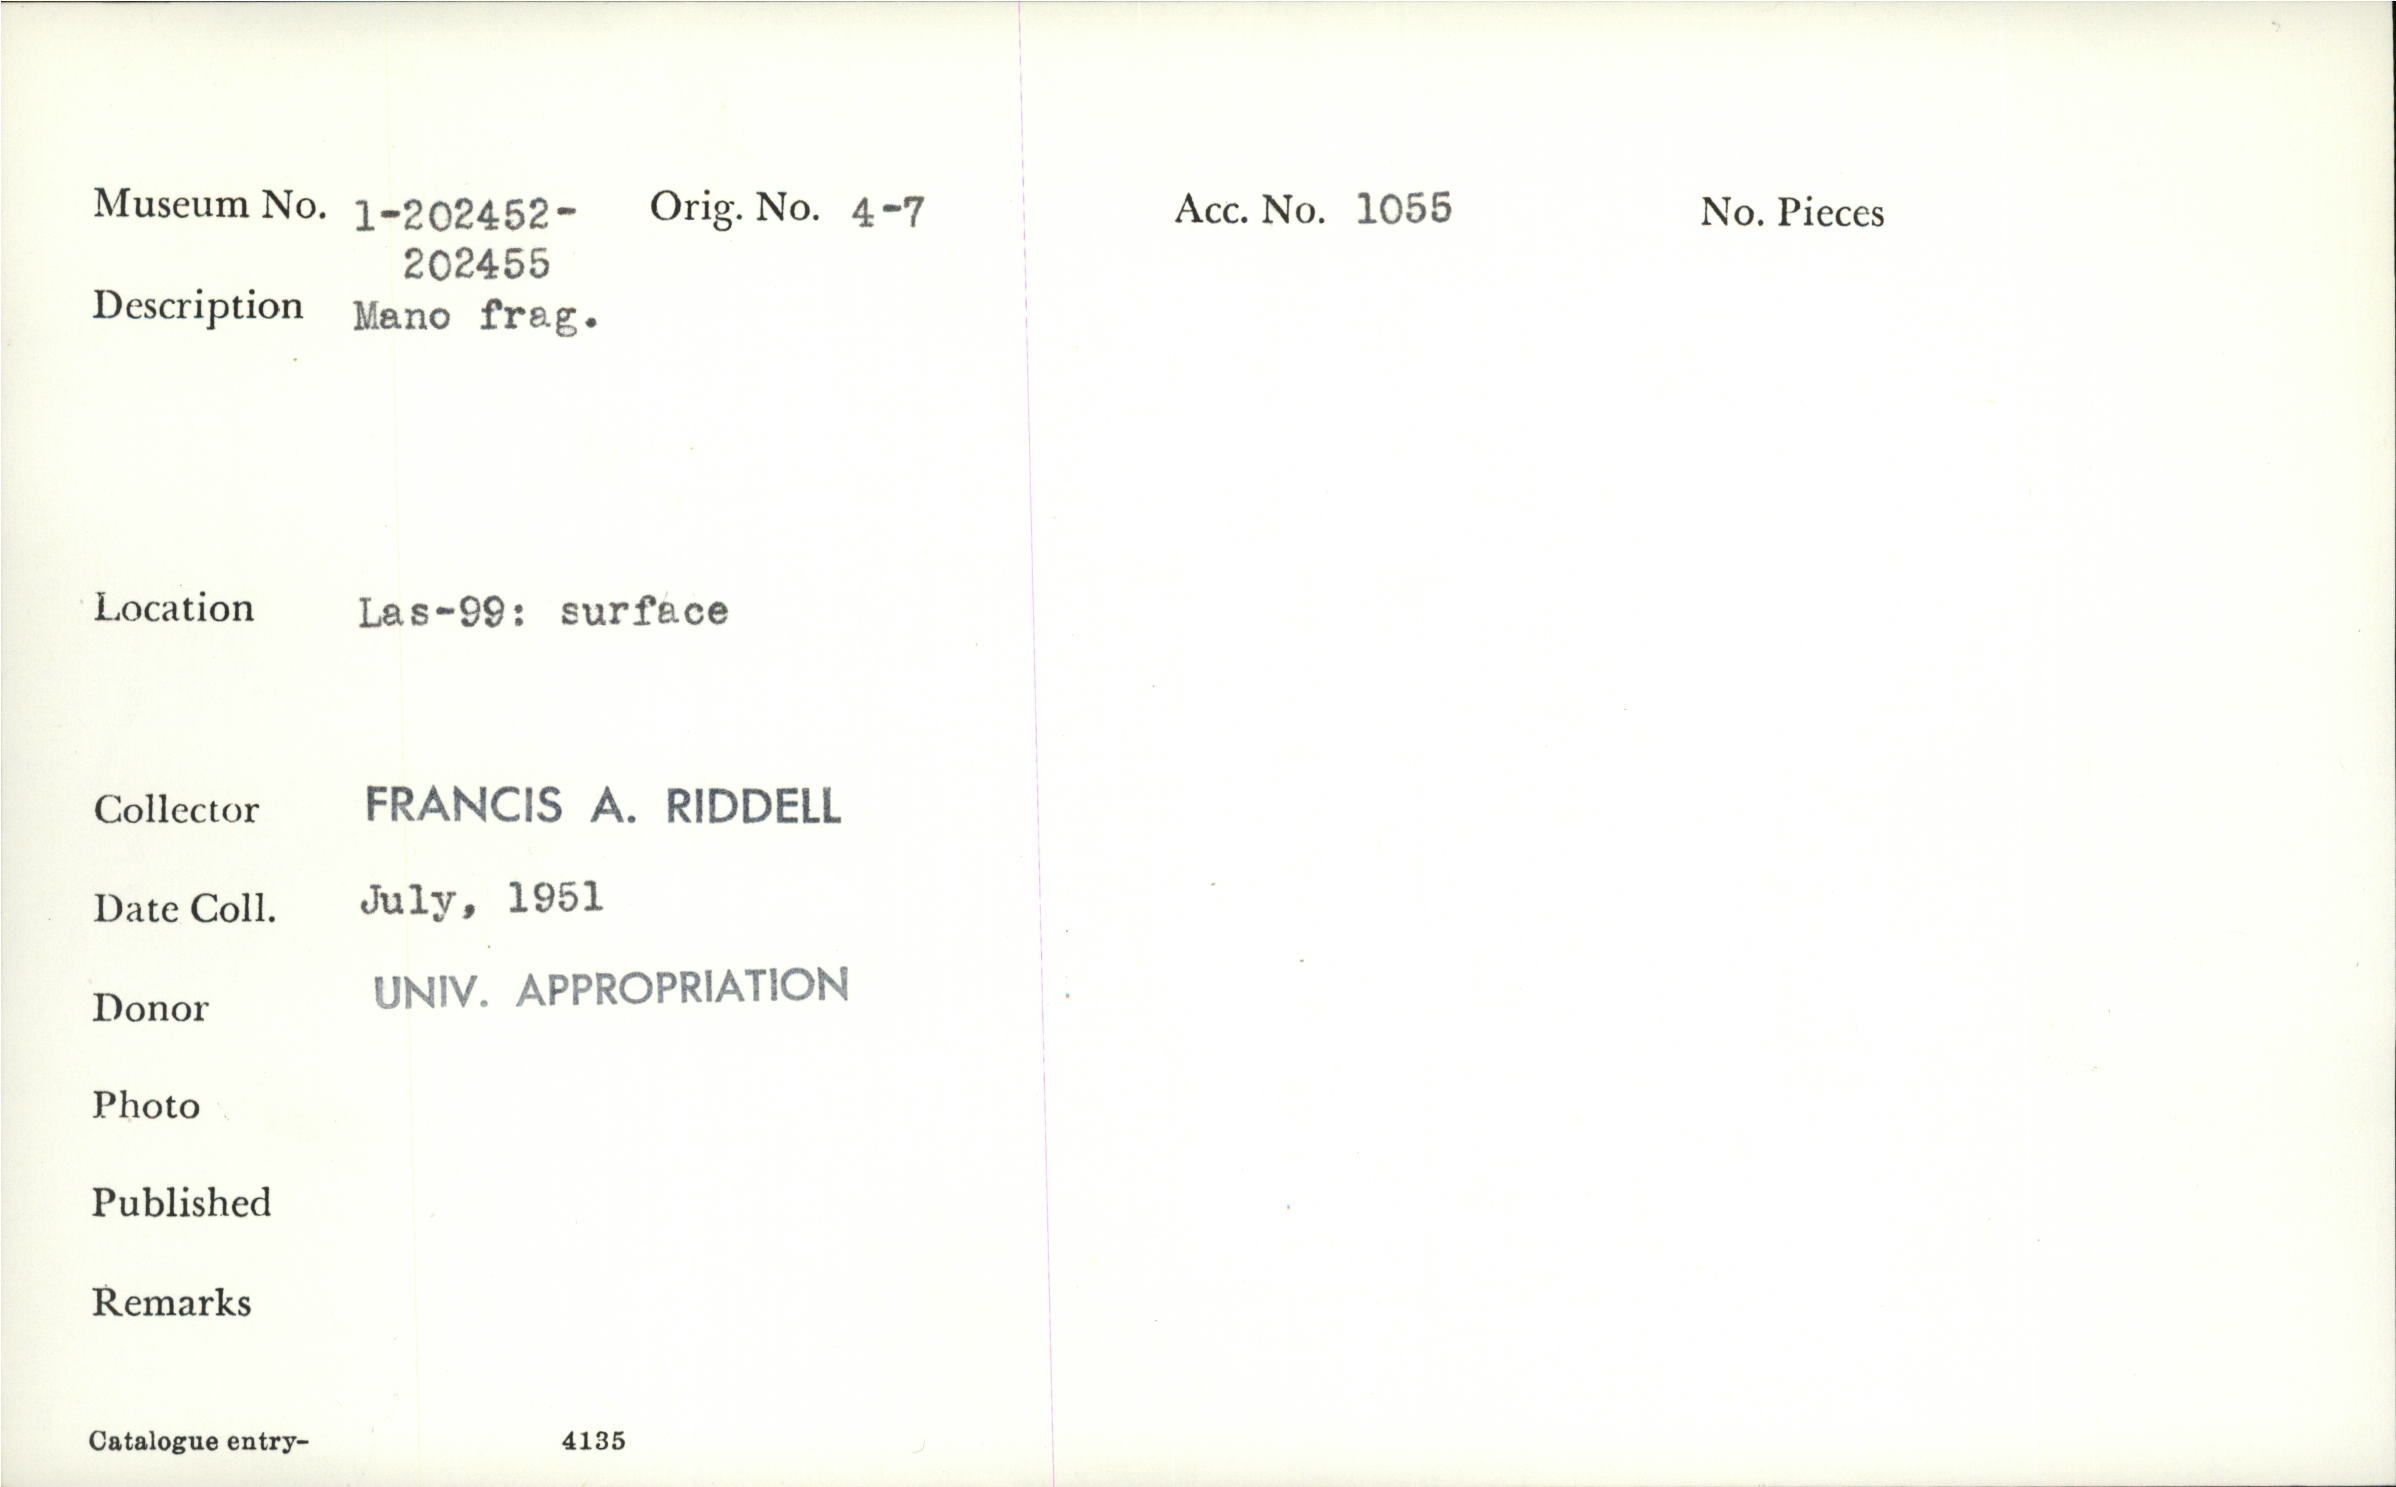 Museum No. 1-202452- Orig. No. 4-7 Acc. No. 1055 No. Pieces
202455
Description Mano frag.
Location Las-99: surface
Collector FRANCIS A. RIDDELL
Date Coll. July, 1951
Donor UNIV. APPROPRIATION
Photo
Published
Remarks
Catalogue entry- 4135